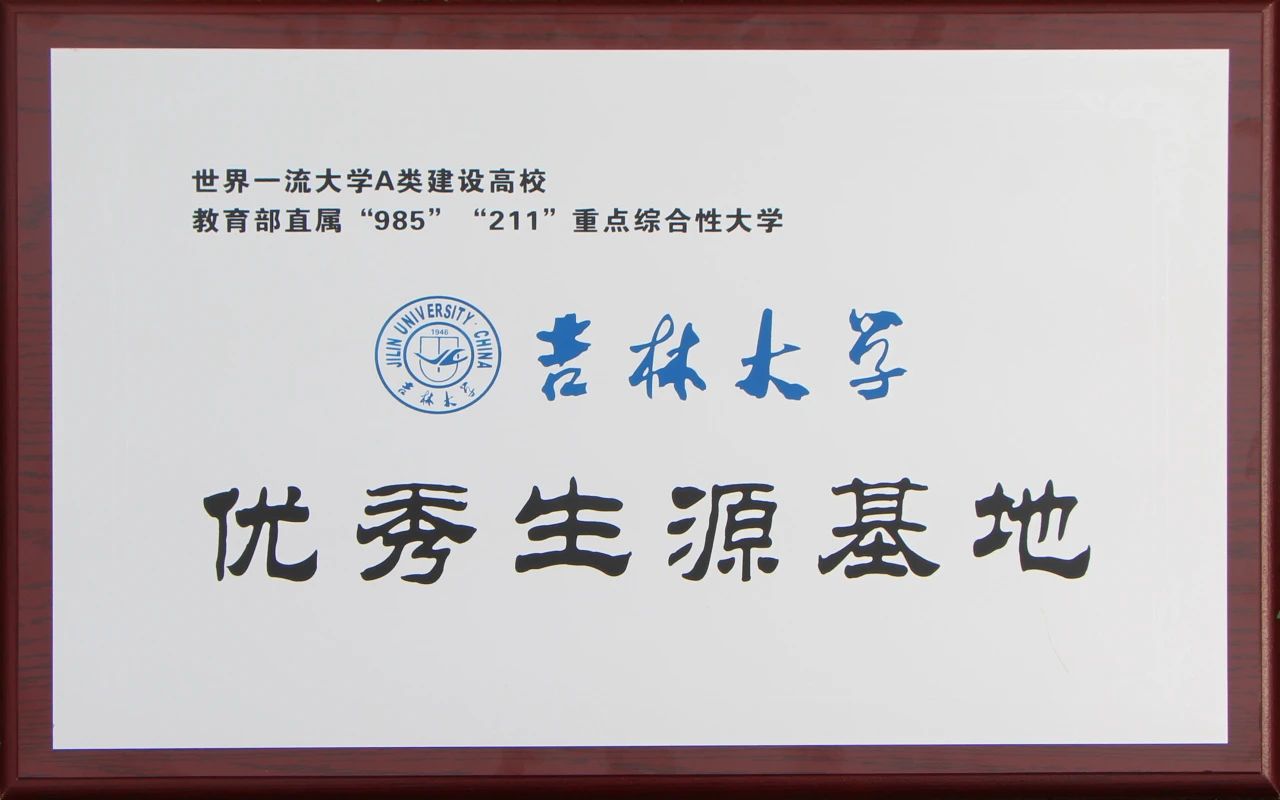 世界一流大学A类建设高校
教育部直属“985” “211”重点综合性大学
JILIN UNIVERSITY · CHINA
1946
吉林大学
吉林大学
优秀生源基地